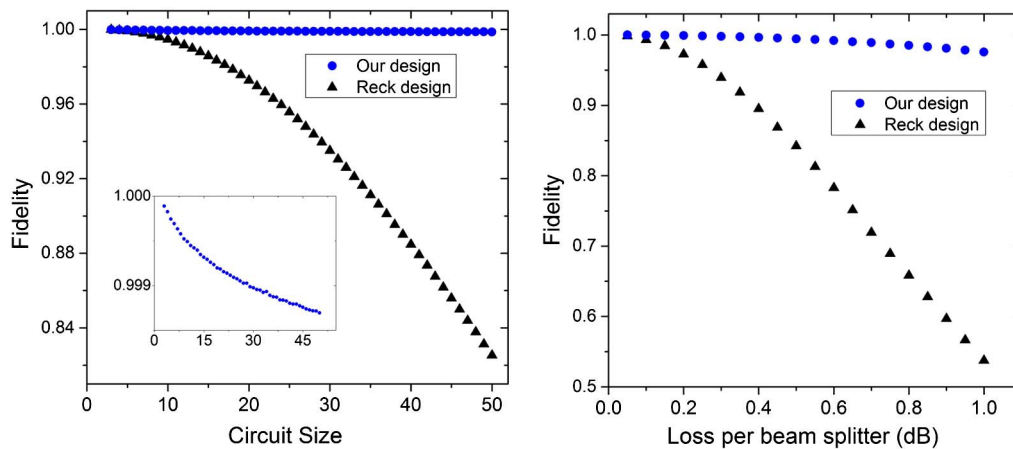 1.00
0.96
0.92
0.88
0.84
Fidelity
Our design
Reck design
1.000
0.999
0 15 30 45
0 10 20 30 40 50
Circuit Size
1.0
0.9
0.8
0.7
0.6
0.5
Fidelity
Our design
Reck design
0.0 0.2 0.4 0.6 0.8 1.0
Loss per beam splitter (dB)